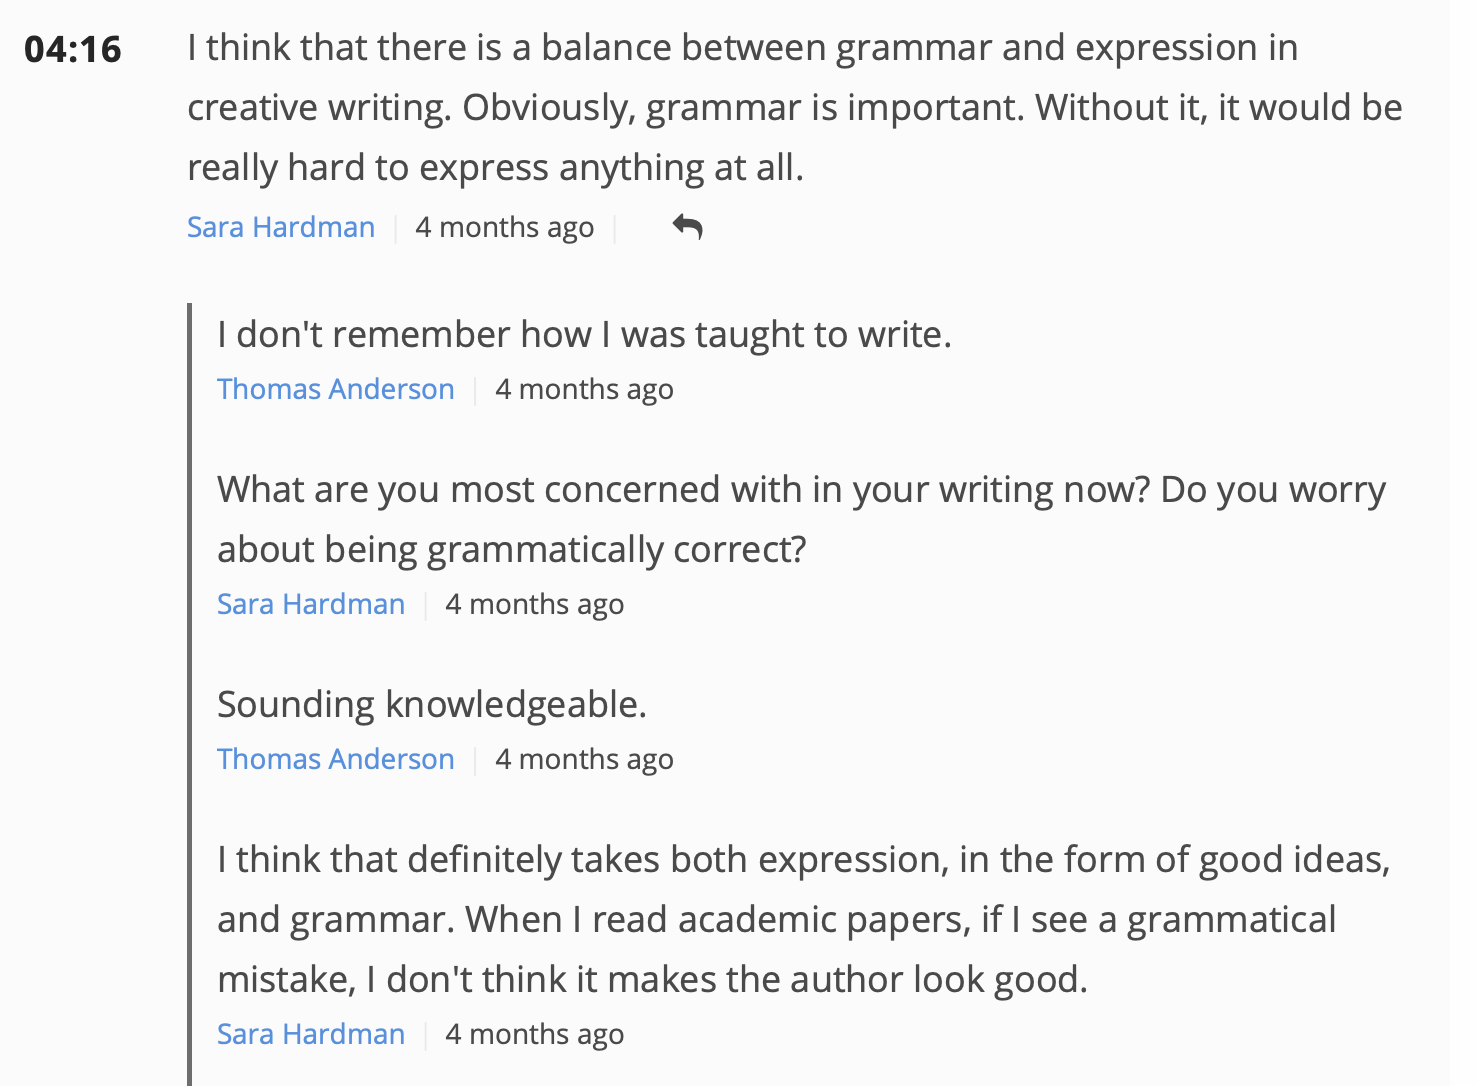 04:16
I think that there is a balance between grammar and expression in
creative writing. Obviously, grammar is important. Without it, it would be
really hard to express anything at all.
Sara Hardman 4 months ago
I don't remember how I was taught to write.
Thomas Anderson 4 months ago
What are you most concerned with in your writing now? Do you worry
about being grammatically correct?
Sara Hardman 4 months ago
Sounding knowledgeable.
Thomas Anderson 4 months ago
I think that definitely takes both expression, in the form of good ideas,
and grammar. When I read academic papers, if I see a grammatical
mistake, I don't think it makes the author look good.
Sara Hardman 4 months ago